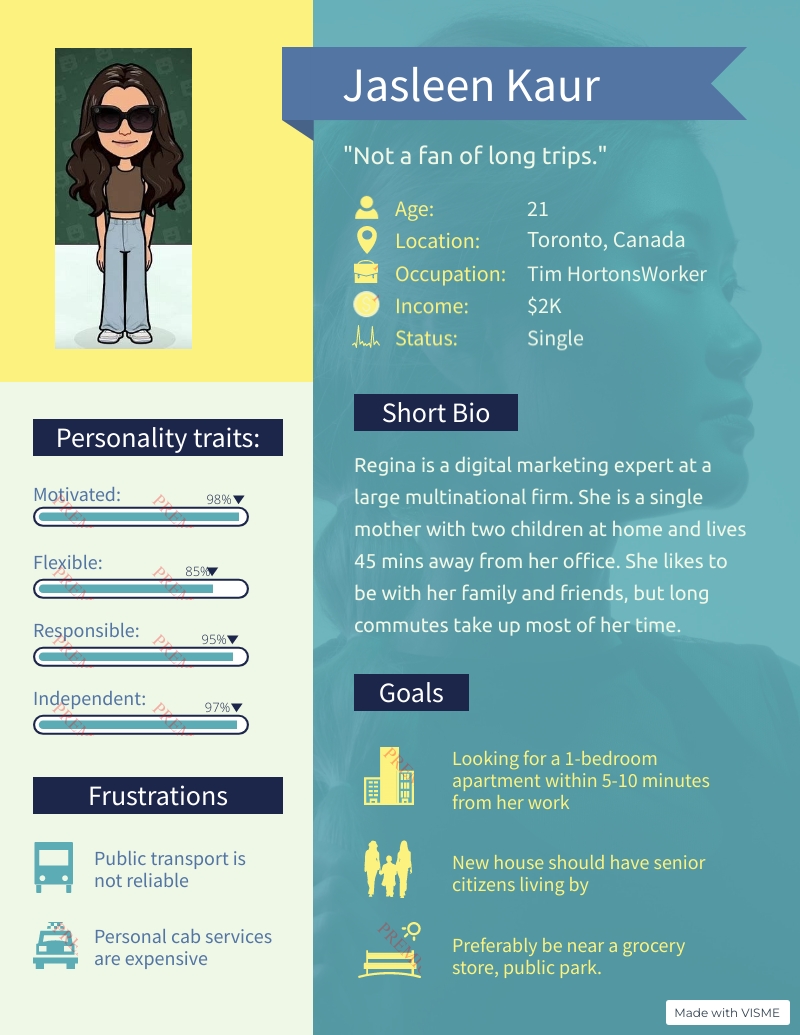 Jasleen Kaur
"Not a fan of long trips."
Age: 21
Location: Toronto, Canada
Occupation: Tim HortonsWorker
Income: $2K
Status: Single
Personality traits:
Motivated: 98%
Flexible: 85%
Responsible: 95%
Independent: 97%
Frustrations
Public transport is
not reliable
Personal cab services
are expensive
Short Bio
Regina is a digital marketing expert at a
large multinational firm. She is a single
mother with two children at home and lives
45 mins away from her office. She likes to
be with her family and friends, but long
commutes take up most of her time.
Goals
Looking for a 1-bedroom
apartment within 5-10 minutes
from her work
New house should have senior
citizens living by
Preferably be near a grocery
store, public park.
Made with VISME